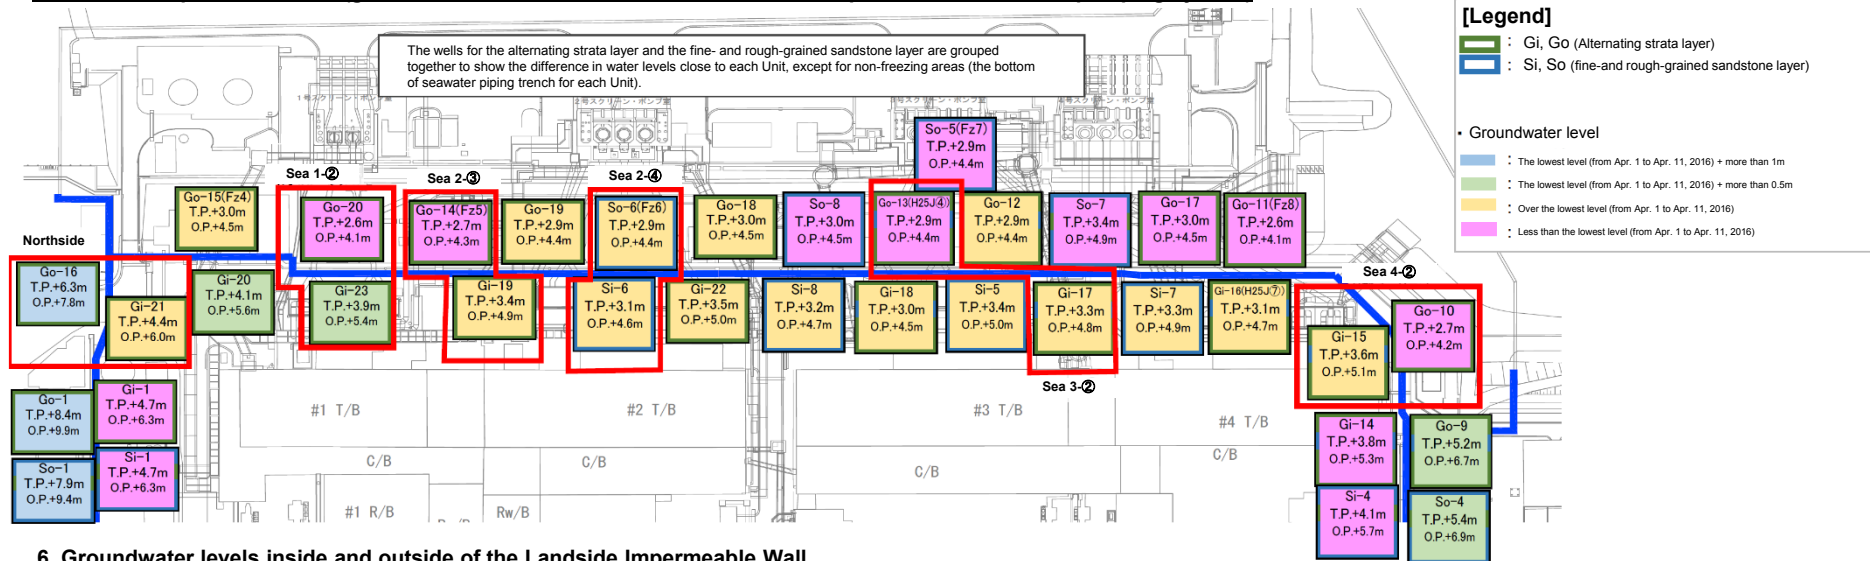 The wells for the alternating strata layer and the fine- and rough-grained sandstone layer are grouped
together to show the difference in water levels close to each Unit, except for non-freezing areas (the bottom
of seawater piping trench for each Unit).
[Legend]
: Gi, Go (Alternating strata layer)
: Si, So (fine-and rough-grained sandstone layer)
・Groundwater level
: The lowest level (from Apr. 1 to Apr. 11, 2016) + more than 1m
: The lowest level (from Apr. 1 to Apr. 11, 2016) + more than 0.5m
: Over the lowest level (from Apr. 1 to Apr. 11, 2016)
: Less than the lowest level (from Apr. 1 to Apr. 11, 2016)
So-5(Fz7)
T.P.+2.9m
O.P.+4.4m
Sea 1-②
Sea 2-③
Sea 2-④
Go-15(Fz4)
T.P.+3.0m
O.P.+4.5m
Go-20
T.P.+2.6m
O.P.+4.1m
Go-14(Fz5)
T.P.+2.7m
O.P.+4.3m
Go-19
T.P.+2.9m
O.P.+4.4m
So-6(Fz6)
T.P.+2.9m
O.P.+4.4m
Go-18
T.P.+3.0m
O.P.+4.5m
So-8
T.P.+3.0m
O.P.+4.5m
Go-13(H25J④)
T.P.+2.9m
O.P.+4.4m
Go-12
T.P.+2.9m
O.P.+4.4m
So-7
T.P.+3.4m
O.P.+4.9m
Go-17
T.P.+3.0m
O.P.+4.5m
Go-11(Fz8)
T.P.+2.6m
O.P.+4.1m
Northside
Go-16
T.P.+6.3m
O.P.+7.8m
Gi-21
T.P.+4.4m
O.P.+6.0m
Gi-20
T.P.+4.1m
O.P.+5.6m
Gi-23
T.P.+3.9m
O.P.+5.4m
Gi-19
T.P.+3.4m
O.P.+4.9m
Si-6
T.P.+3.1m
O.P.+4.6m
Gi-22
T.P.+3.5m
O.P.+5.0m
Si-8
T.P.+3.2m
O.P.+4.7m
Gi-18
T.P.+3.0m
O.P.+4.5m
Si-5
T.P.+3.4m
O.P.+5.0m
Gi-17
T.P.+3.3m
O.P.+4.8m
Si-7
T.P.+3.3m
O.P.+4.9m
Gi-16(H25J⑦)
T.P.+3.1m
O.P.+4.7m
Sea 4-②
Gi-15
T.P.+3.6m
O.P.+5.1m
Go-10
T.P.+2.7m
O.P.+4.2m
Sea 3-②
Go-1
T.P.+8.4m
O.P.+9.9m
Gi-1
T.P.+4.7m
O.P.+6.3m
So-1
T.P.+7.9m
O.P.+9.4m
Si-1
T.P.+4.7m
O.P.+6.3m
#1 T/B
#2 T/B
#3 T/B
#4 T/B
C/B
C/B
C/B
C/B
#1 R/B
Rw/B
Gi-14
T.P.+3.8m
O.P.+5.3m
Go-9
T.P.+5.2m
O.P.+6.7m
Si-4
T.P.+4.1m
O.P.+5.7m
So-4
T.P.+5.4m
O.P.+6.9m
6. Groundwater levels inside and outside of the Landside Impermeable Wall